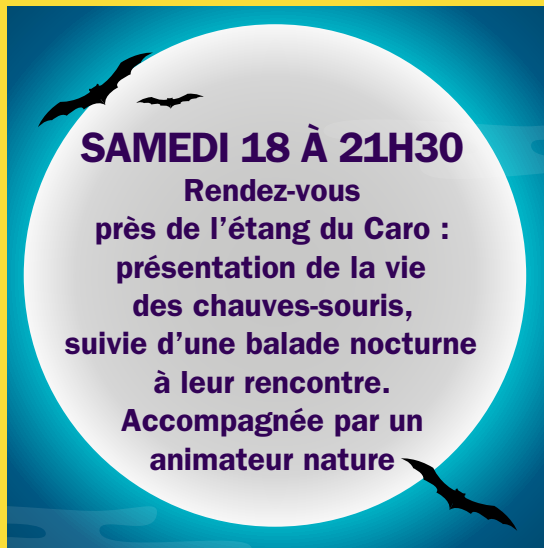 SAMEDI 18 À 21H30
Rendez-vous
près de l’étang du Caro :
présentation de la vie
des chauves-souris,
suivie d’une balade nocturne
à leur rencontre.
Accompagnée par un
animateur nature